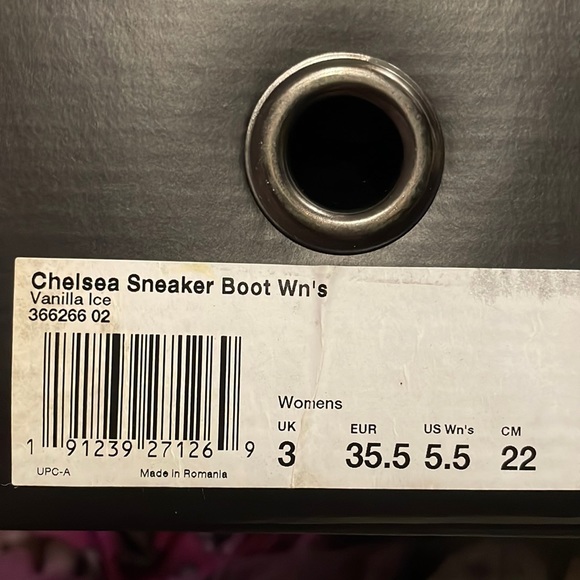 Chelsea Sneaker Boot Wn's
Vanilla Ice
366266 02
1 91239 27126 9
UPC-A Made in Romania
Womens
UK EUR US Wn's CM
3 35.5 5.5 22